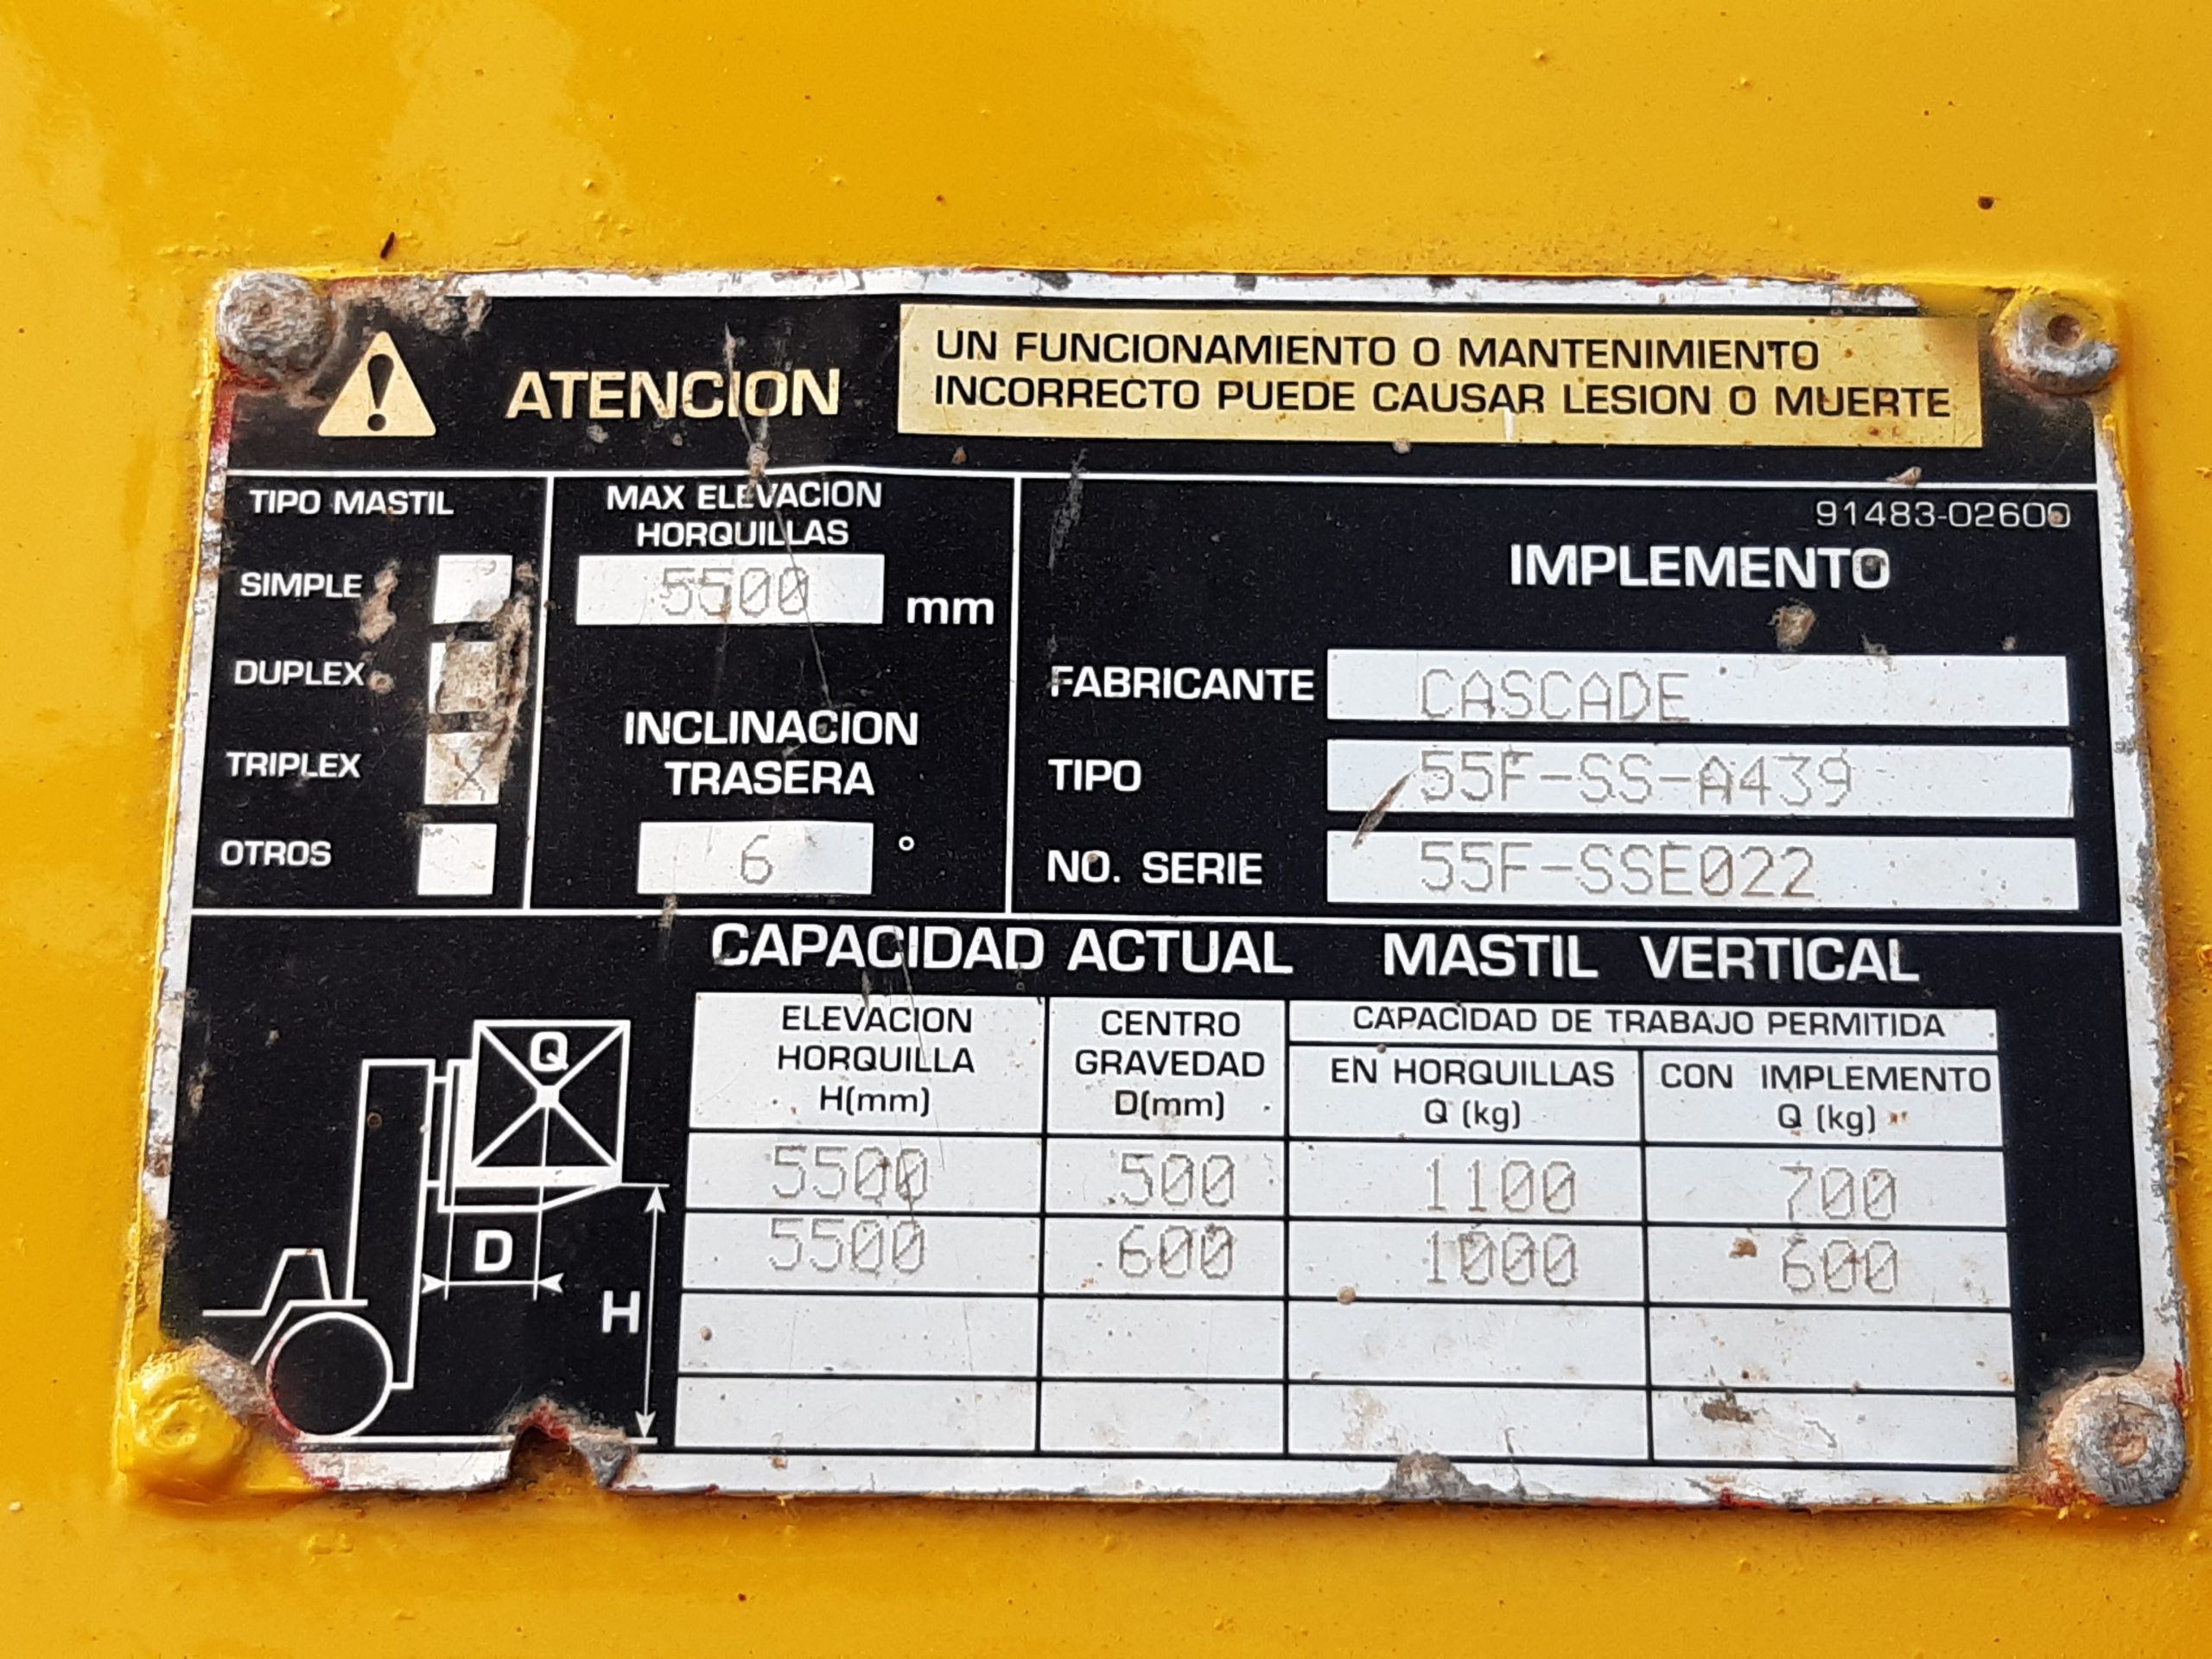 ATENCION
UN FUNCIONAMIENTO O MANTENIMIENTO
INCORRECTO PUEDE CAUSAR LESION O MUERTE
TIPO MASTIL
SIMPLE
DUPLEX
TRIPLEX X
OTROS
MAX ELEVACION
HORQUILLAS
5500 mm
INCLINACION
TRASERA
6 °
91483-02600
IMPLEMENTO
FABRICANTE CASCADE
TIPO 55F-SS-A439
NO. SERIE 55F-SSE022
CAPACIDAD ACTUAL MASTIL VERTICAL
Q
D
H
ELEVACION
HORQUILLA
H(mm)
CENTRO
GRAVEDAD
D(mm)
CAPACIDAD DE TRABAJO PERMITIDA
EN HORQUILLAS
Q (kg)
CON IMPLEMENTO
Q (kg)
5500 500 1100 700
5500 600 1000 600